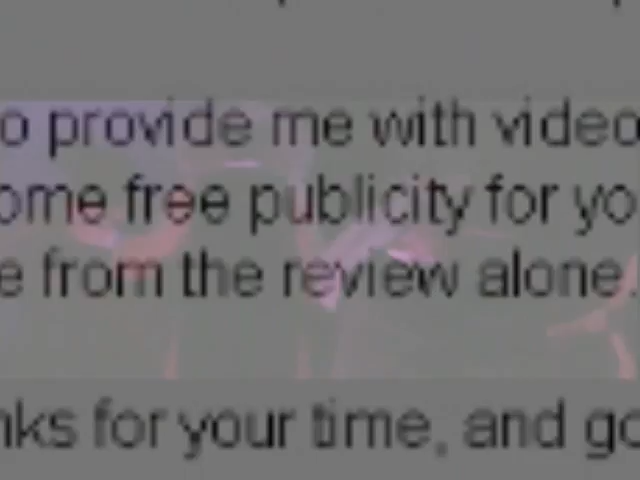 o provide me with video
ome free publicity for yo
e from the review alone.
nks for your time, and go